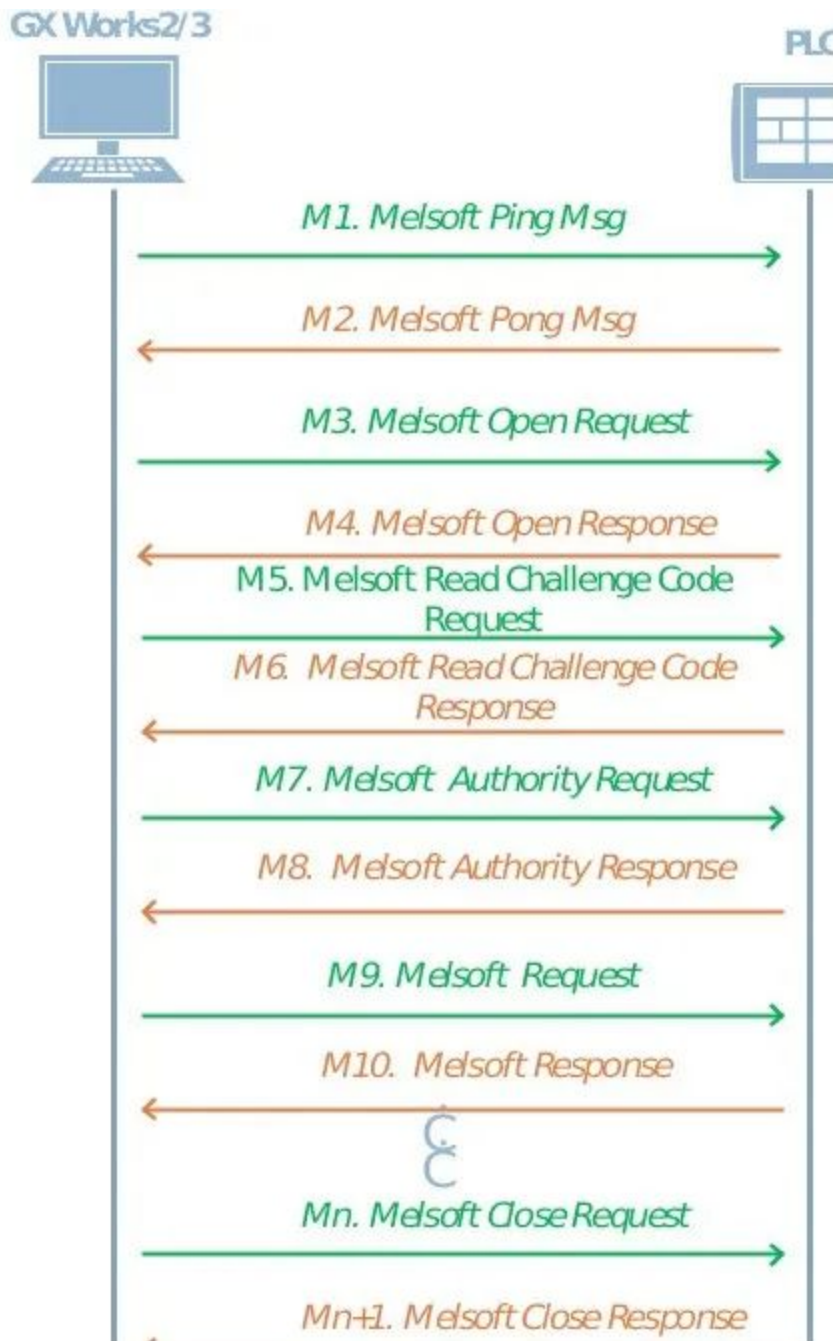 GX Works2/3
PLC
M1. Melsoft Ping Msg
M2. Melsoft Pong Msg
M3. Melsoft Open Request
M4. Melsoft Open Response
M5. Melsoft Read Challenge Code
Request
M6. Melsoft Read Challenge Code
Response
M7. Melsoft Authority Request
M8. Melsoft Authority Response
M9. Melsoft Request
M10. Melsoft Response
Mn. Melsoft Close Request
Mn+1. Melsoft Close Response